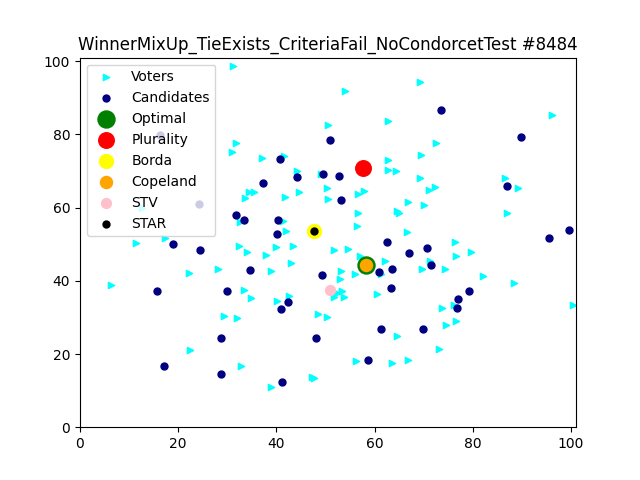 WinnerMixUp_TieExists_CriteriaFail_NoCondorcetTest #8484
100
80
60
40
20
0
0 20 40 60 80 100
Voters
Candidates
Optimal
Plurality
Borda
Copeland
STV
STAR